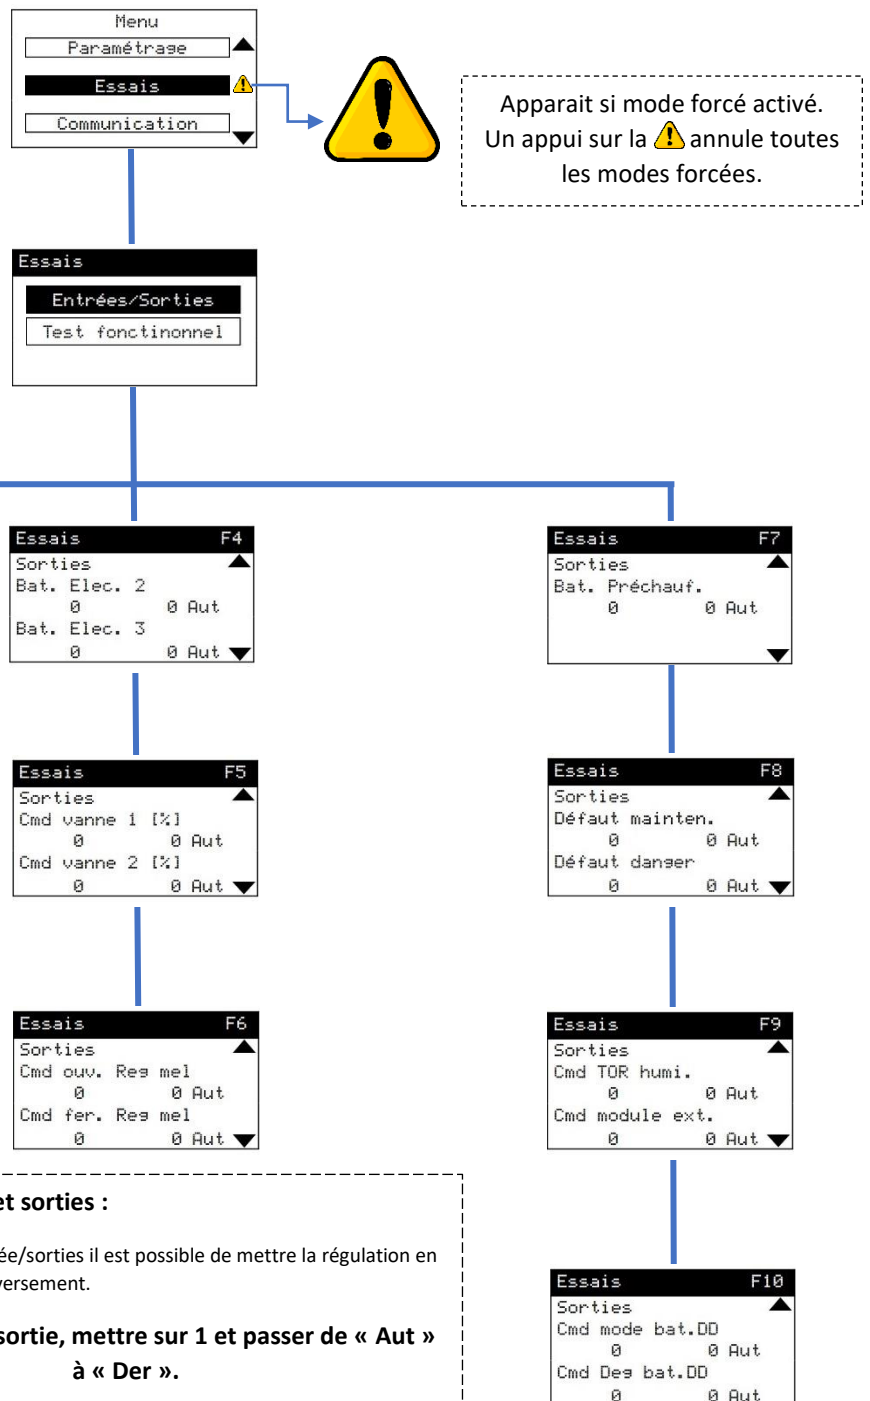 Menu
Paramétrage
Essais
Communication
Apparait si mode forcé activé.
Un appui sur la annule toutes
les modes forcées.
Essais
Entrées/Sorties
Test fonctinonnel
Essais F4
Sorties
Bat. Elec. 2
0 0 Aut
Bat. Elec. 3
0 0 Aut
Essais F7
Sorties
Bat. Préchauf.
0 0 Aut
Essais F5
Sorties
Cmd vanne 1 [%]
0 0 Aut
Cmd vanne 2 [%]
0 0 Aut
Essais F8
Sorties
Défaut mainten.
0 0 Aut
Défaut danger
0 0 Aut
Essais F6
Sorties
Cmd ouv. Reg mel
0 0 Aut
Cmd fer. Reg mel
0 0 Aut
Essais F9
Sorties
Cmd TOR humi.
0 0 Aut
Cmd module ext.
0 0 Aut
et sorties :
ée/sorties il est possible de mettre la régulation en
versement.
sortie, mettre sur 1 et passer de « Aut »
à « Der ».
Essais F10
Sorties
Cmd mode bat.DD
0 0 Aut
Cmd Deg bat.DD
0 0 Aut